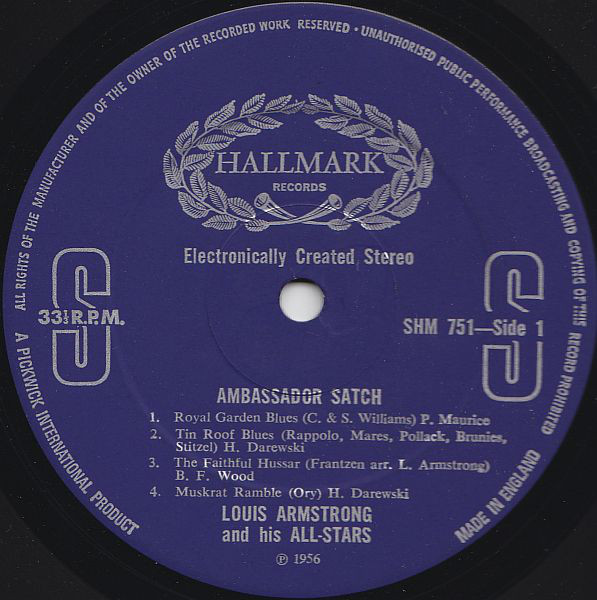 ALL RIGHTS OF THE MANUFACTURER AND OF THE OWNER OF THE RECORDED WORK RESERVED • UNAUTHORISED PUBLIC PERFORMANCE BROADCASTING AND COPYING OF THIS RECORD PROHIBITED
HALLMARK
RECORDS
Electronically Created Stereo
S
S
33⅓ R.P.M.
SHM 751—Side 1
AMBASSADOR SATCH
1. Royal Garden Blues (C. & S. Williams) P. Maurice
2. Tin Roof Blues (Rappolo, Mares, Pollack, Brunies,
Stitzel) H. Darewski
3. The Faithful Hussar (Frantzen arr. L. Armstrong)
B. F. Wood
4. Muskrat Ramble (Ory) H. Darewski
LOUIS ARMSTRONG
and his ALL-STARS
℗ 1956
A PICKWICK INTERNATIONAL PRODUCT
MADE IN ENGLAND